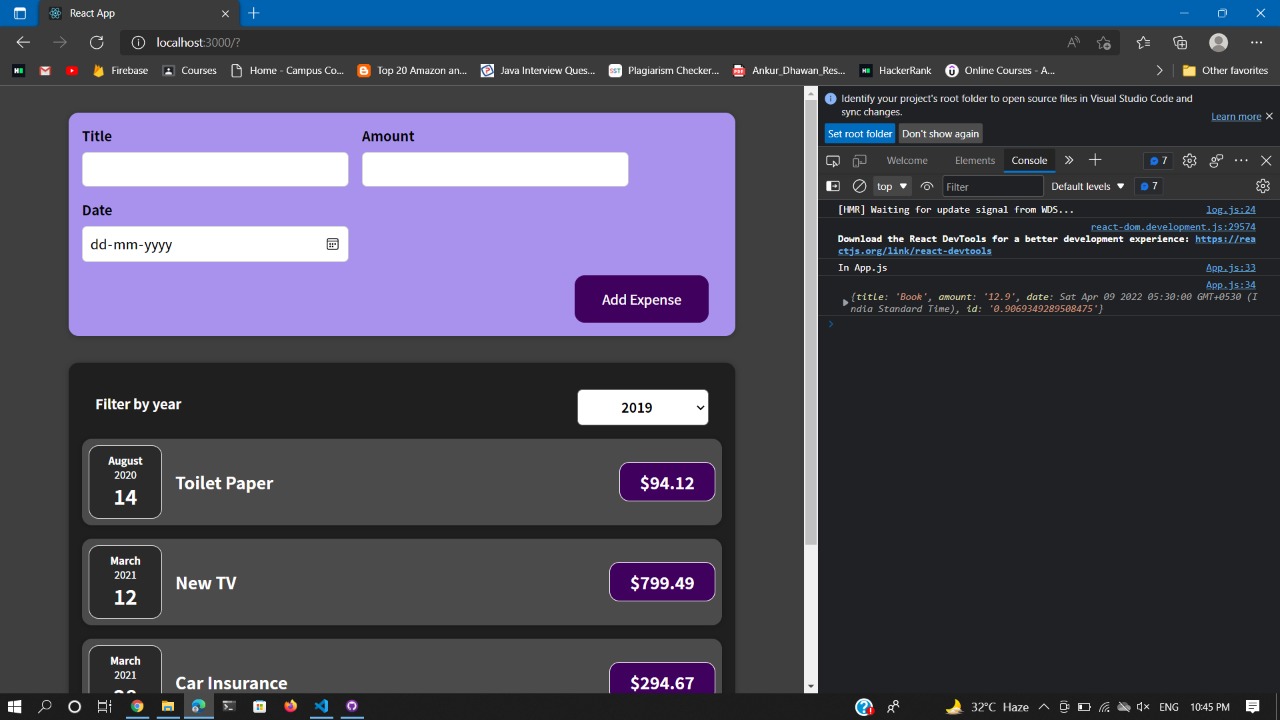 React App
localhost:3000/?
Firebase
Courses
Home - Campus Co...
Top 20 Amazon an...
Java Interview Ques...
Plagiarism Checker...
Ankur_Dhawan_Res...
HackerRank
Online Courses - A...
Other favorites
Title
Amount
Date
dd-mm-yyyy
Add Expense
Filter by year
2019
August
2020
14
Toilet Paper
$94.12
March
2021
12
New TV
$799.49
March
2021
Car Insurance
$294.67
Identify your project's root folder to open source files in Visual Studio Code and
sync changes.
Learn more
Set root folder
Don't show again
Welcome
Elements
Console
7
top
Filter
Default levels
7
[HMR] Waiting for update signal from WDS...
log.js:24
react-dom.development.js:29574
Download the React DevTools for a better development experience: https://rea
ctjs.org/link/react-devtools
In App.js
App.js:33
App.js:34
{title: 'Book', amount: '12.9', date: Sat Apr 09 2022 05:30:00 GMT+0530 (I
ndia Standard Time), id: '0.9069349289508475'}
32°C Haze
ENG
10:45 PM